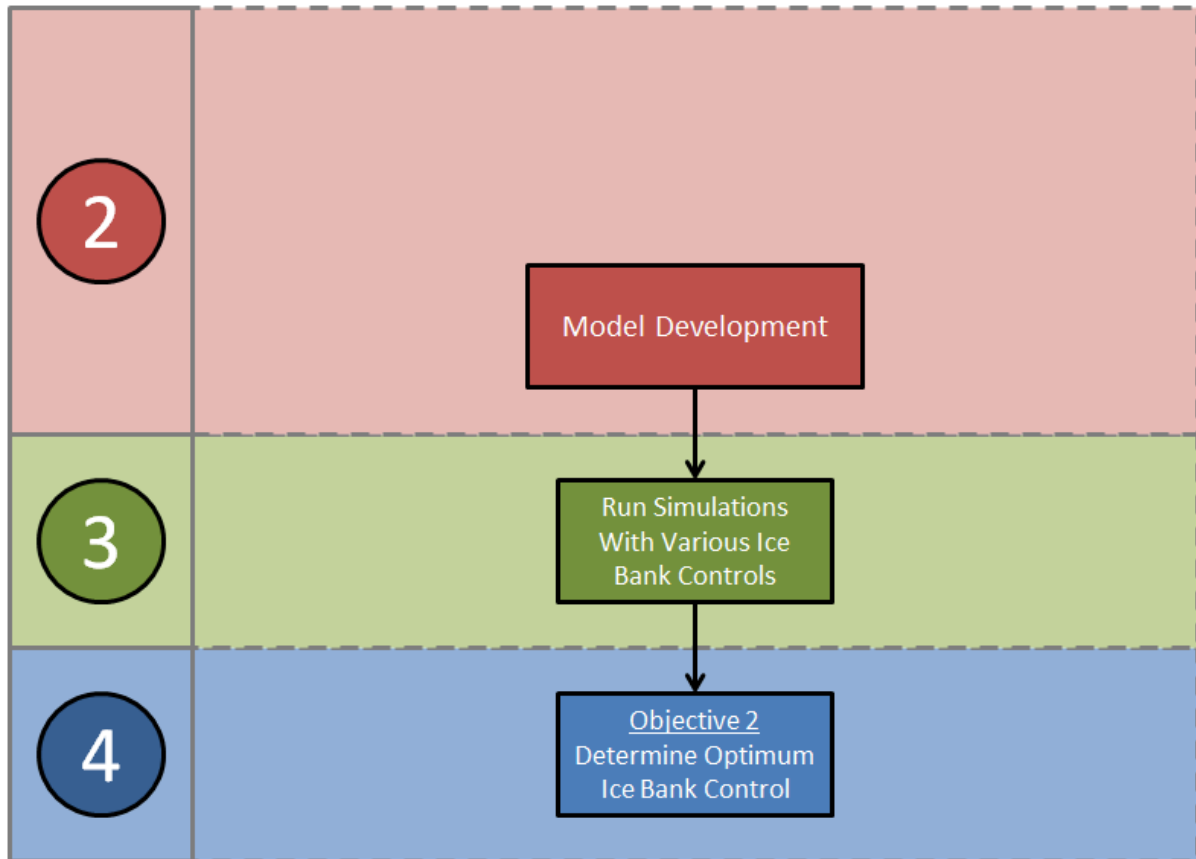 2
Model Development
3
Run Simulations
With Various Ice
Bank Controls
4
Objective 2
Determine Optimum
Ice Bank Control